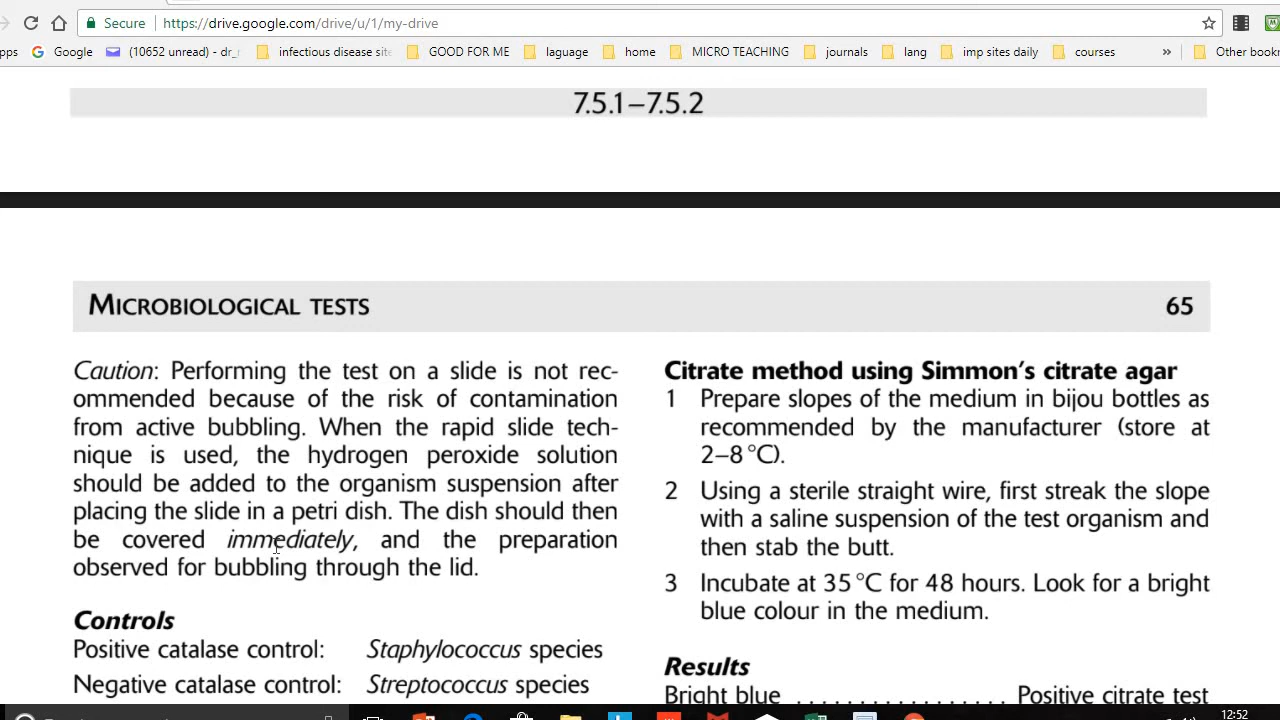 Secure
https://drive.google.com/drive/u/1/my-drive
pps Google (10652 unread) - dr_ infectious disease site GOOD FOR ME laguage home MICRO TEACHING journals lang imp sites daily courses » Other book
7.5.1–7.5.2
MICROBIOLOGICAL TESTS 65
Caution: Performing the test on a slide is not rec-
ommended because of the risk of contamination
from active bubbling. When the rapid slide tech-
nique is used, the hydrogen peroxide solution
should be added to the organism suspension after
placing the slide in a petri dish. The dish should then
be covered immediately, and the preparation
observed for bubbling through the lid.
Controls
Positive catalase control: Staphylococcus species
Negative catalase control: Streptococcus species
Citrate method using Simmon's citrate agar
1 Prepare slopes of the medium in bijou bottles as
recommended by the manufacturer (store at
2–8 °C).
2 Using a sterile straight wire, first streak the slope
with a saline suspension of the test organism and
then stab the butt.
3 Incubate at 35 °C for 48 hours. Look for a bright
blue colour in the medium.
Results
Bright blue . . . . . . . . . . . . . . . . . Positive citrate test
12:52